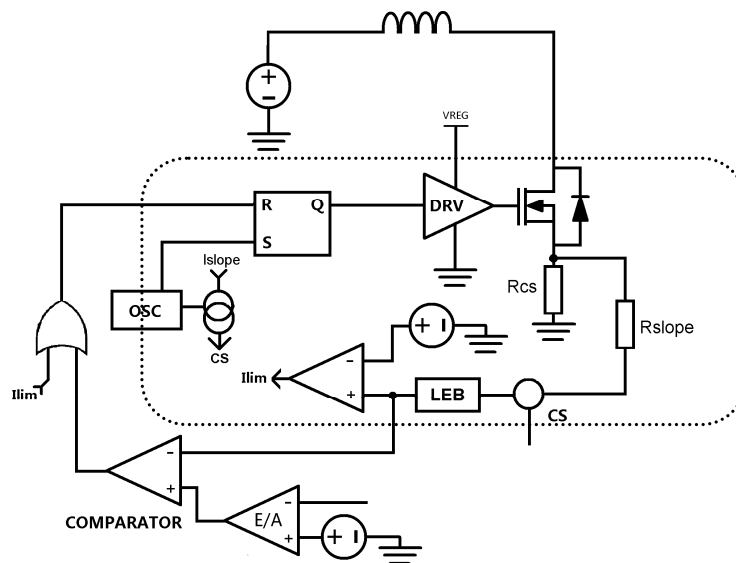 VREG
R
Q
DRV
S
Islope
OSC
CS
Rcs
Rslope
+
-
Ilim
-
+
LEB
CS
Ilim
-
+
COMPARATOR
E/A
-
+